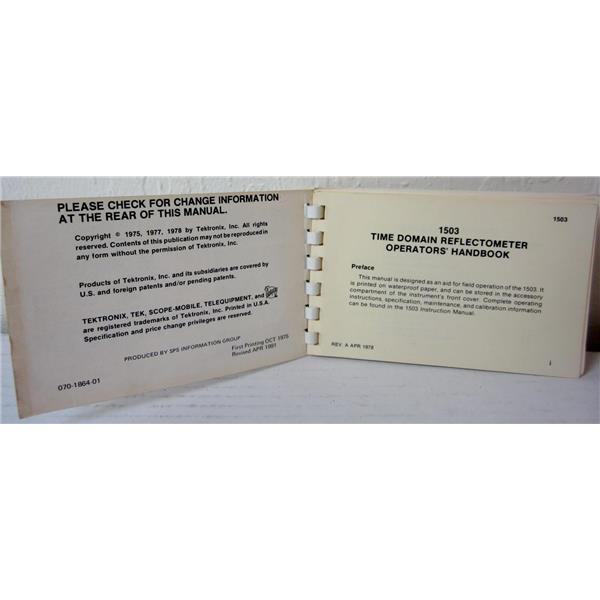 PLEASE CHECK FOR CHANGE INFORMATION
AT THE REAR OF THIS MANUAL.
Copyright © 1975, 1977, 1978 by Tektronix, Inc. All rights
reserved. Contents of this publication may not be reproduced in
any form without the permission of Tektronix, Inc.
Products of Tektronix, Inc. and its subsidiaries are covered by
U.S. and foreign patents and/or pending patents.
TEKTRONIX, TEK, SCOPE-MOBILE, TELEQUIPMENT, and
are registered trademarks of Tektronix, Inc. Printed in U.S.A.
Specification and price change privileges are reserved.
PRODUCED BY SPS INFORMATION GROUP
First Printing OCT 1975
Revised APR 1981
070-1864-01
1503
1503
TIME DOMAIN REFLECTOMETER
OPERATORS' HANDBOOK
Preface
This manual is designed as an aid for field operation of the 1503. It
is printed on waterproof paper, and can be stored in the accessory
compartment of the instrument's front cover. Complete operating
instructions, specification, maintenance, and calibration information
can be found in the 1503 Instruction Manual.
REV. A APR 1978
i